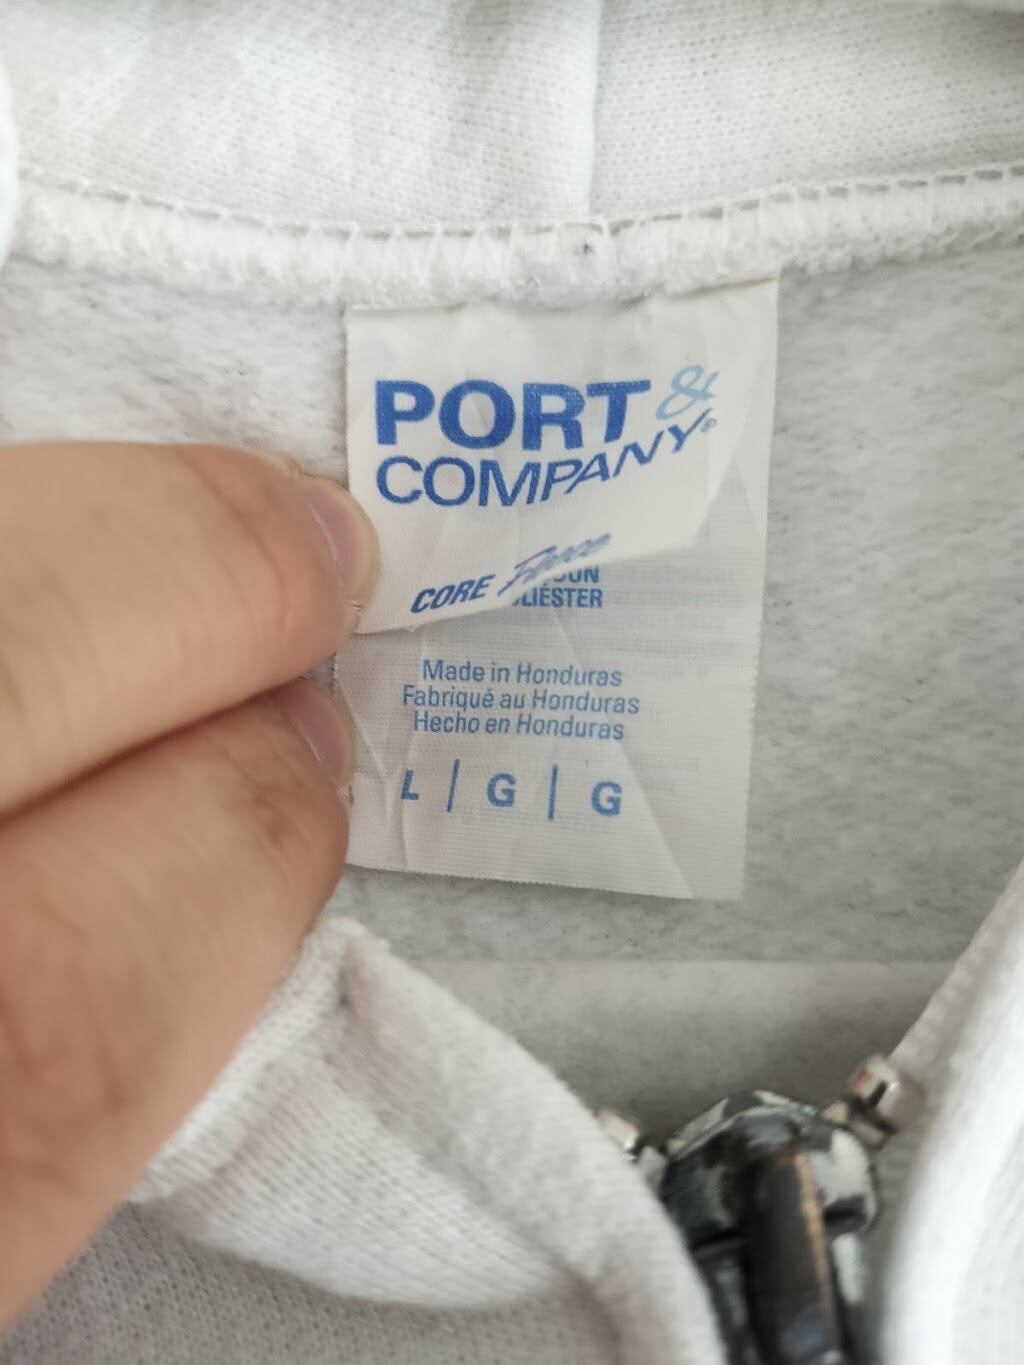 PORT &
COMPANY®
CORE Fleece
Made in Honduras
Fabriqué au Honduras
Hecho en Honduras
L | G | G